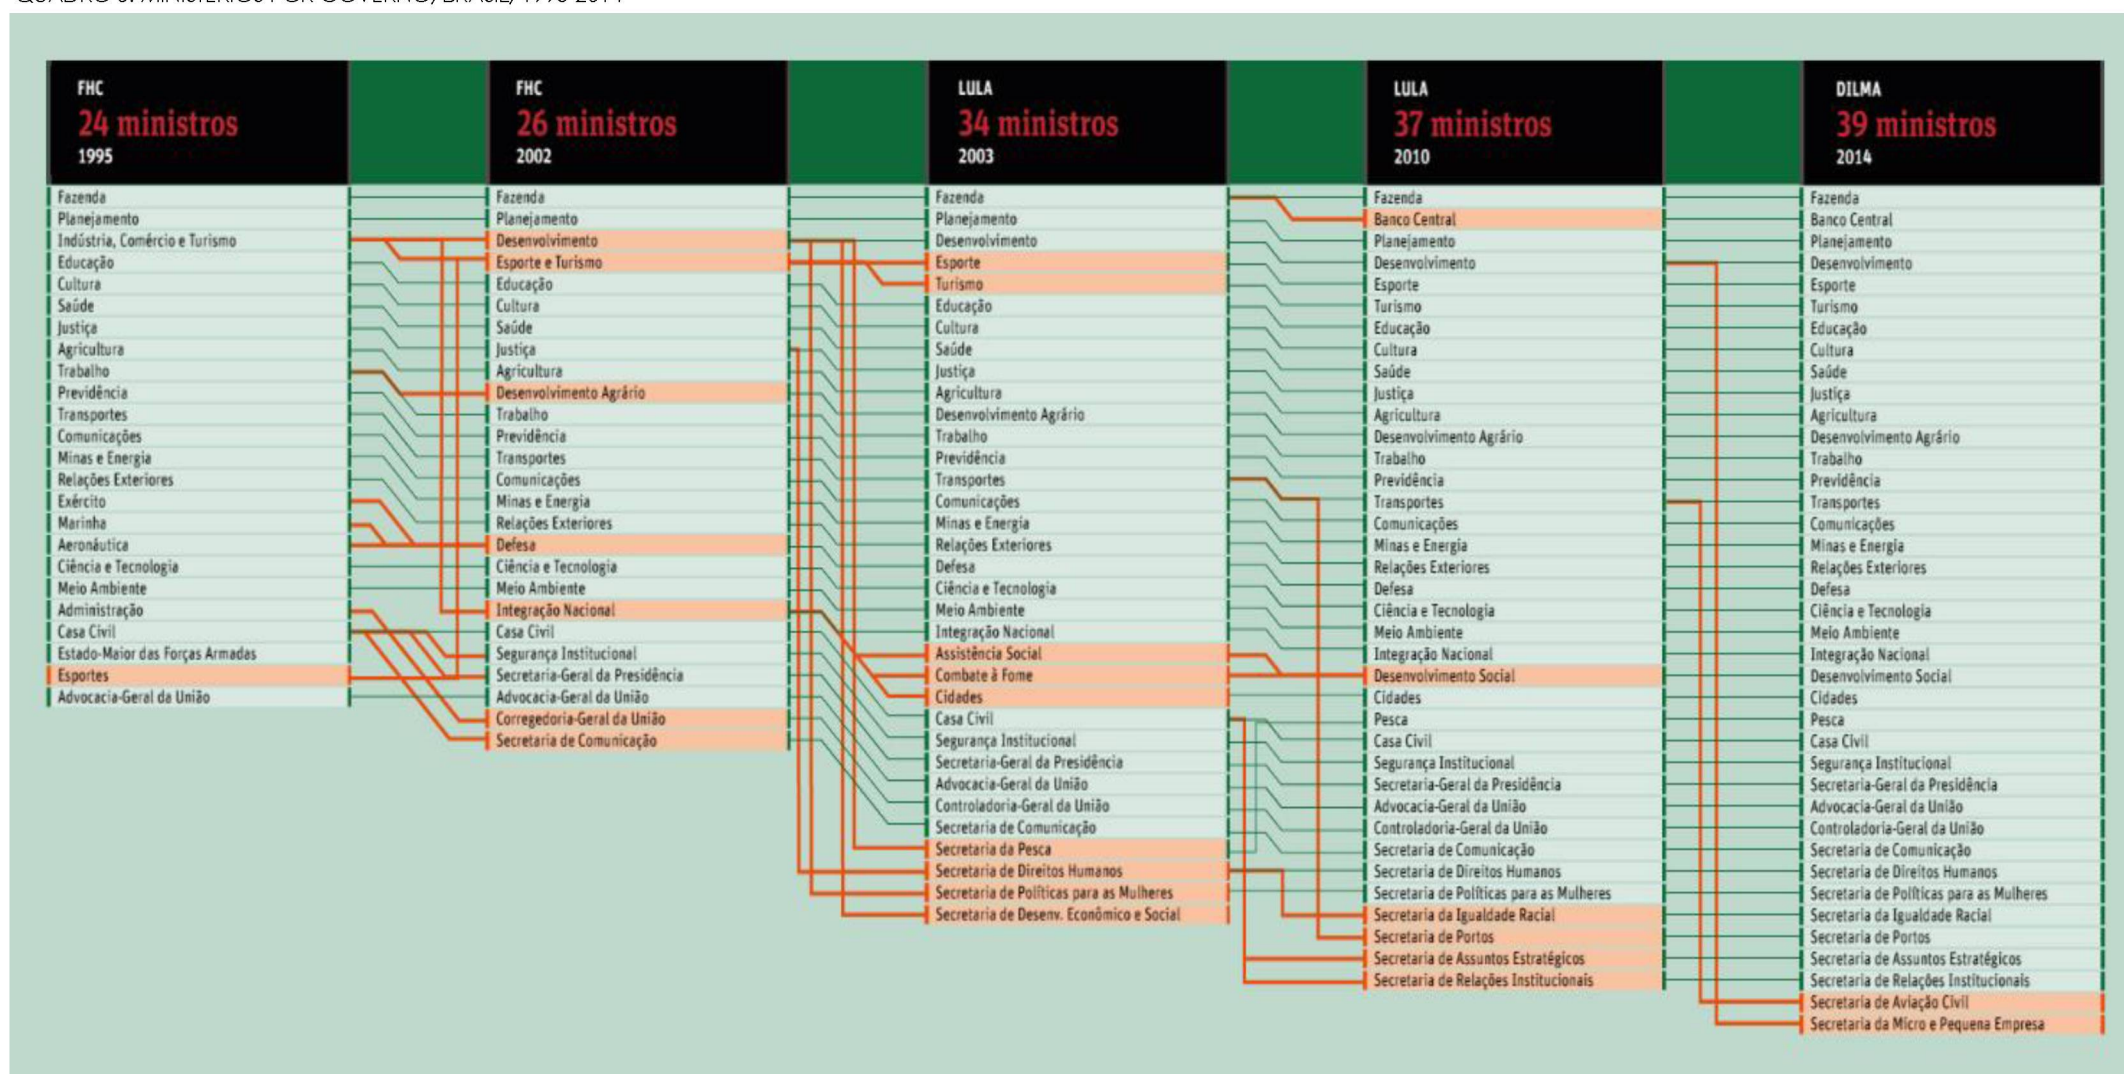 QUADRO 3. MINISTÉRIOS POR GOVERNO, BRASIL, 1995-2014
FHC
24 ministros
1995
Fazenda
Planejamento
Indústria, Comércio e Turismo
Educação
Cultura
Saúde
Justiça
Agricultura
Trabalho
Previdência
Transportes
Comunicações
Minas e Energia
Relações Exteriores
Exército
Marinha
Aeronáutica
Ciência e Tecnologia
Meio Ambiente
Administração
Casa Civil
Estado-Maior das Forças Armadas
Esportes
Advocacia-Geral da União
FHC
26 ministros
2002
Fazenda
Planejamento
Desenvolvimento
Esporte e Turismo
Educação
Cultura
Saúde
Justiça
Agricultura
Desenvolvimento Agrário
Trabalho
Previdência
Transportes
Comunicações
Minas e Energia
Relações Exteriores
Defesa
Ciência e Tecnologia
Meio Ambiente
Integração Nacional
Casa Civil
Segurança Institucional
Secretaria-Geral da Presidência
Advocacia-Geral da União
Corregedoria-Geral da União
Secretaria de Comunicação
LULA
34 ministros
2003
Fazenda
Planejamento
Desenvolvimento
Esporte
Turismo
Educação
Cultura
Saúde
Justiça
Agricultura
Desenvolvimento Agrário
Trabalho
Previdência
Transportes
Comunicações
Minas e Energia
Relações Exteriores
Defesa
Ciência e Tecnologia
Meio Ambiente
Integração Nacional
Assistência Social
Combate à Fome
Cidades
Casa Civil
Segurança Institucional
Secretaria-Geral da Presidência
Advocacia-Geral da União
Controladoria-Geral da União
Secretaria de Comunicação
Secretaria da Pesca
Secretaria de Direitos Humanos
Secretaria de Políticas para as Mulheres
Secretaria de Desenv. Econômico e Social
LULA
37 ministros
2010
Fazenda
Banco Central
Planejamento
Desenvolvimento
Esporte
Turismo
Educação
Cultura
Saúde
Justiça
Agricultura
Desenvolvimento Agrário
Trabalho
Previdência
Transportes
Comunicações
Minas e Energia
Relações Exteriores
Defesa
Ciência e Tecnologia
Meio Ambiente
Integração Nacional
Desenvolvimento Social
Cidades
Pesca
Casa Civil
Segurança Institucional
Secretaria-Geral da Presidência
Advocacia-Geral da União
Controladoria-Geral da União
Secretaria de Comunicação
Secretaria de Direitos Humanos
Secretaria de Políticas para as Mulheres
Secretaria da Igualdade Racial
Secretaria de Portos
Secretaria de Assuntos Estratégicos
Secretaria de Relações Institucionais
DILMA
39 ministros
2014
Fazenda
Banco Central
Planejamento
Desenvolvimento
Esporte
Turismo
Educação
Cultura
Saúde
Justiça
Agricultura
Desenvolvimento Agrário
Trabalho
Previdência
Transportes
Comunicações
Minas e Energia
Relações Exteriores
Defesa
Ciência e Tecnologia
Meio Ambiente
Integração Nacional
Desenvolvimento Social
Cidades
Pesca
Casa Civil
Segurança Institucional
Secretaria-Geral da Presidência
Advocacia-Geral da União
Controladoria-Geral da União
Secretaria de Comunicação
Secretaria de Direitos Humanos
Secretaria de Políticas para as Mulheres
Secretaria da Igualdade Racial
Secretaria de Portos
Secretaria de Assuntos Estratégicos
Secretaria de Relações Institucionais
Secretaria de Aviação Civil
Secretaria da Micro e Pequena Empresa